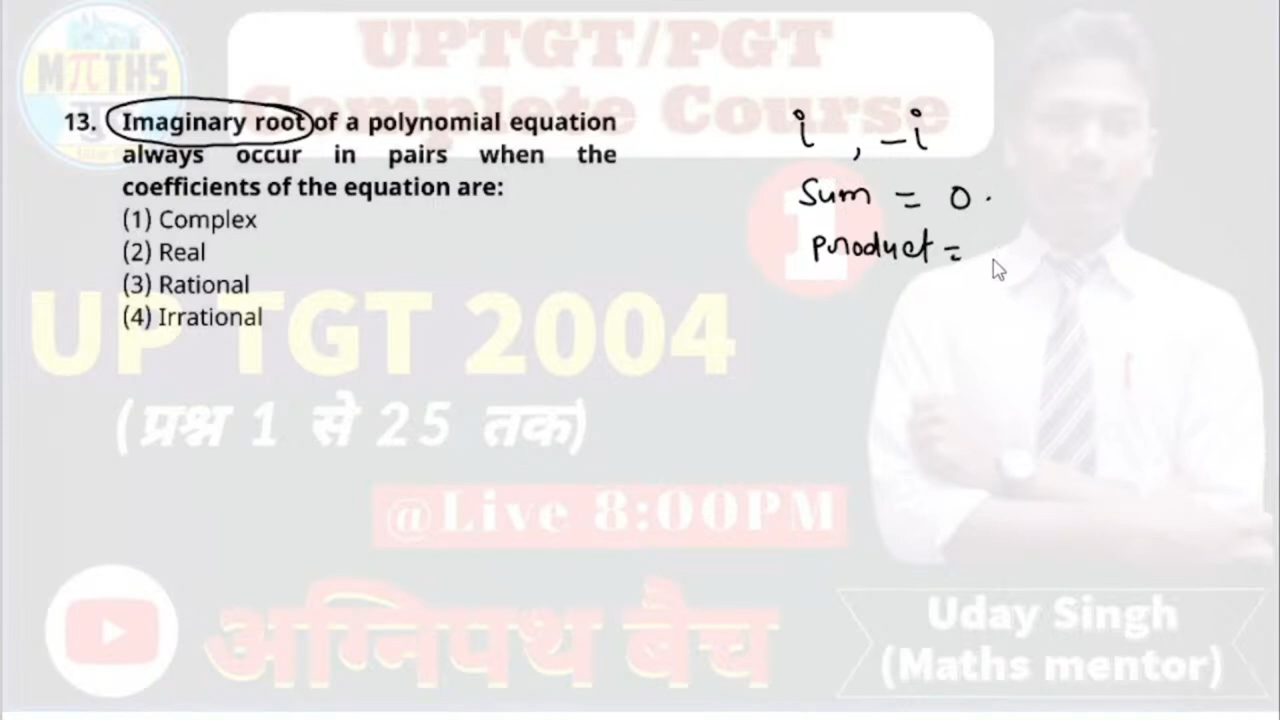 MπTHS
UPTGT/PGT
Complete Course
13. Imaginary root of a polynomial equation
always occur in pairs when the
coefficients of the equation are:
(1) Complex
(2) Real
(3) Rational
(4) Irrational
i , -i
Sum = 0.
Product =
1
UP TGT 2004
(प्रश्न 1 से 25 तक)
@Live 8:00PM
अग्निपथ बैच
Uday Singh
(Maths mentor)